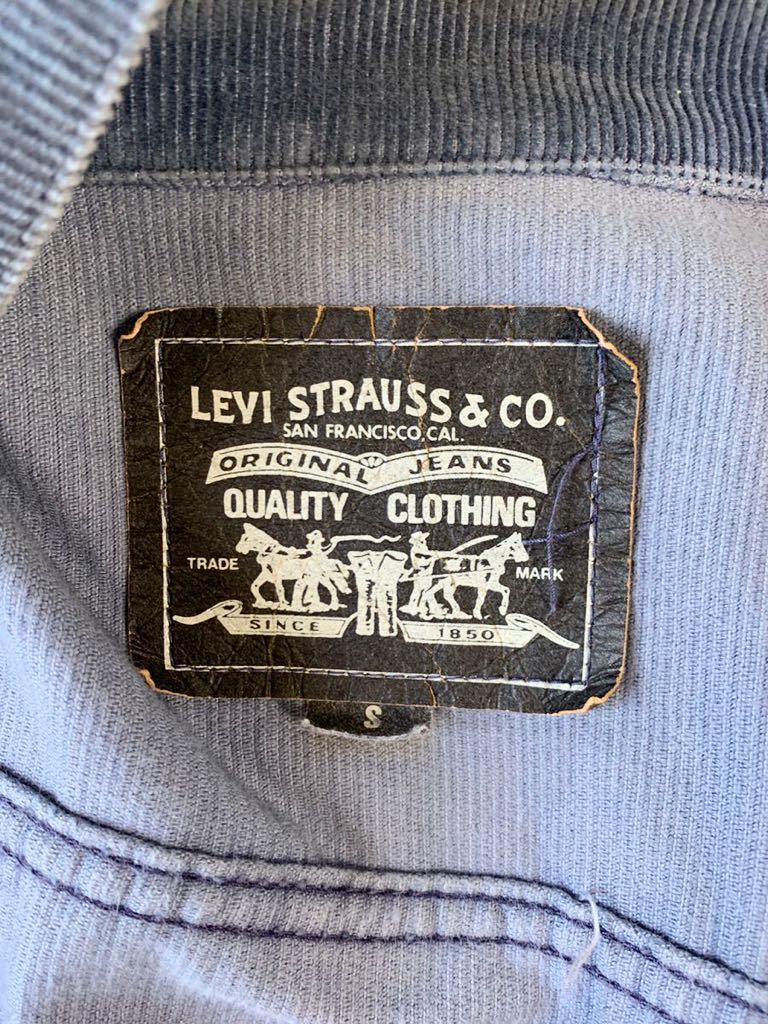 LEVI STRAUSS & CO.
SAN FRANCISCO, CAL.
ORIGINAL JEANS
QUALITY CLOTHING
TRADE MARK
SINCE 1850
S